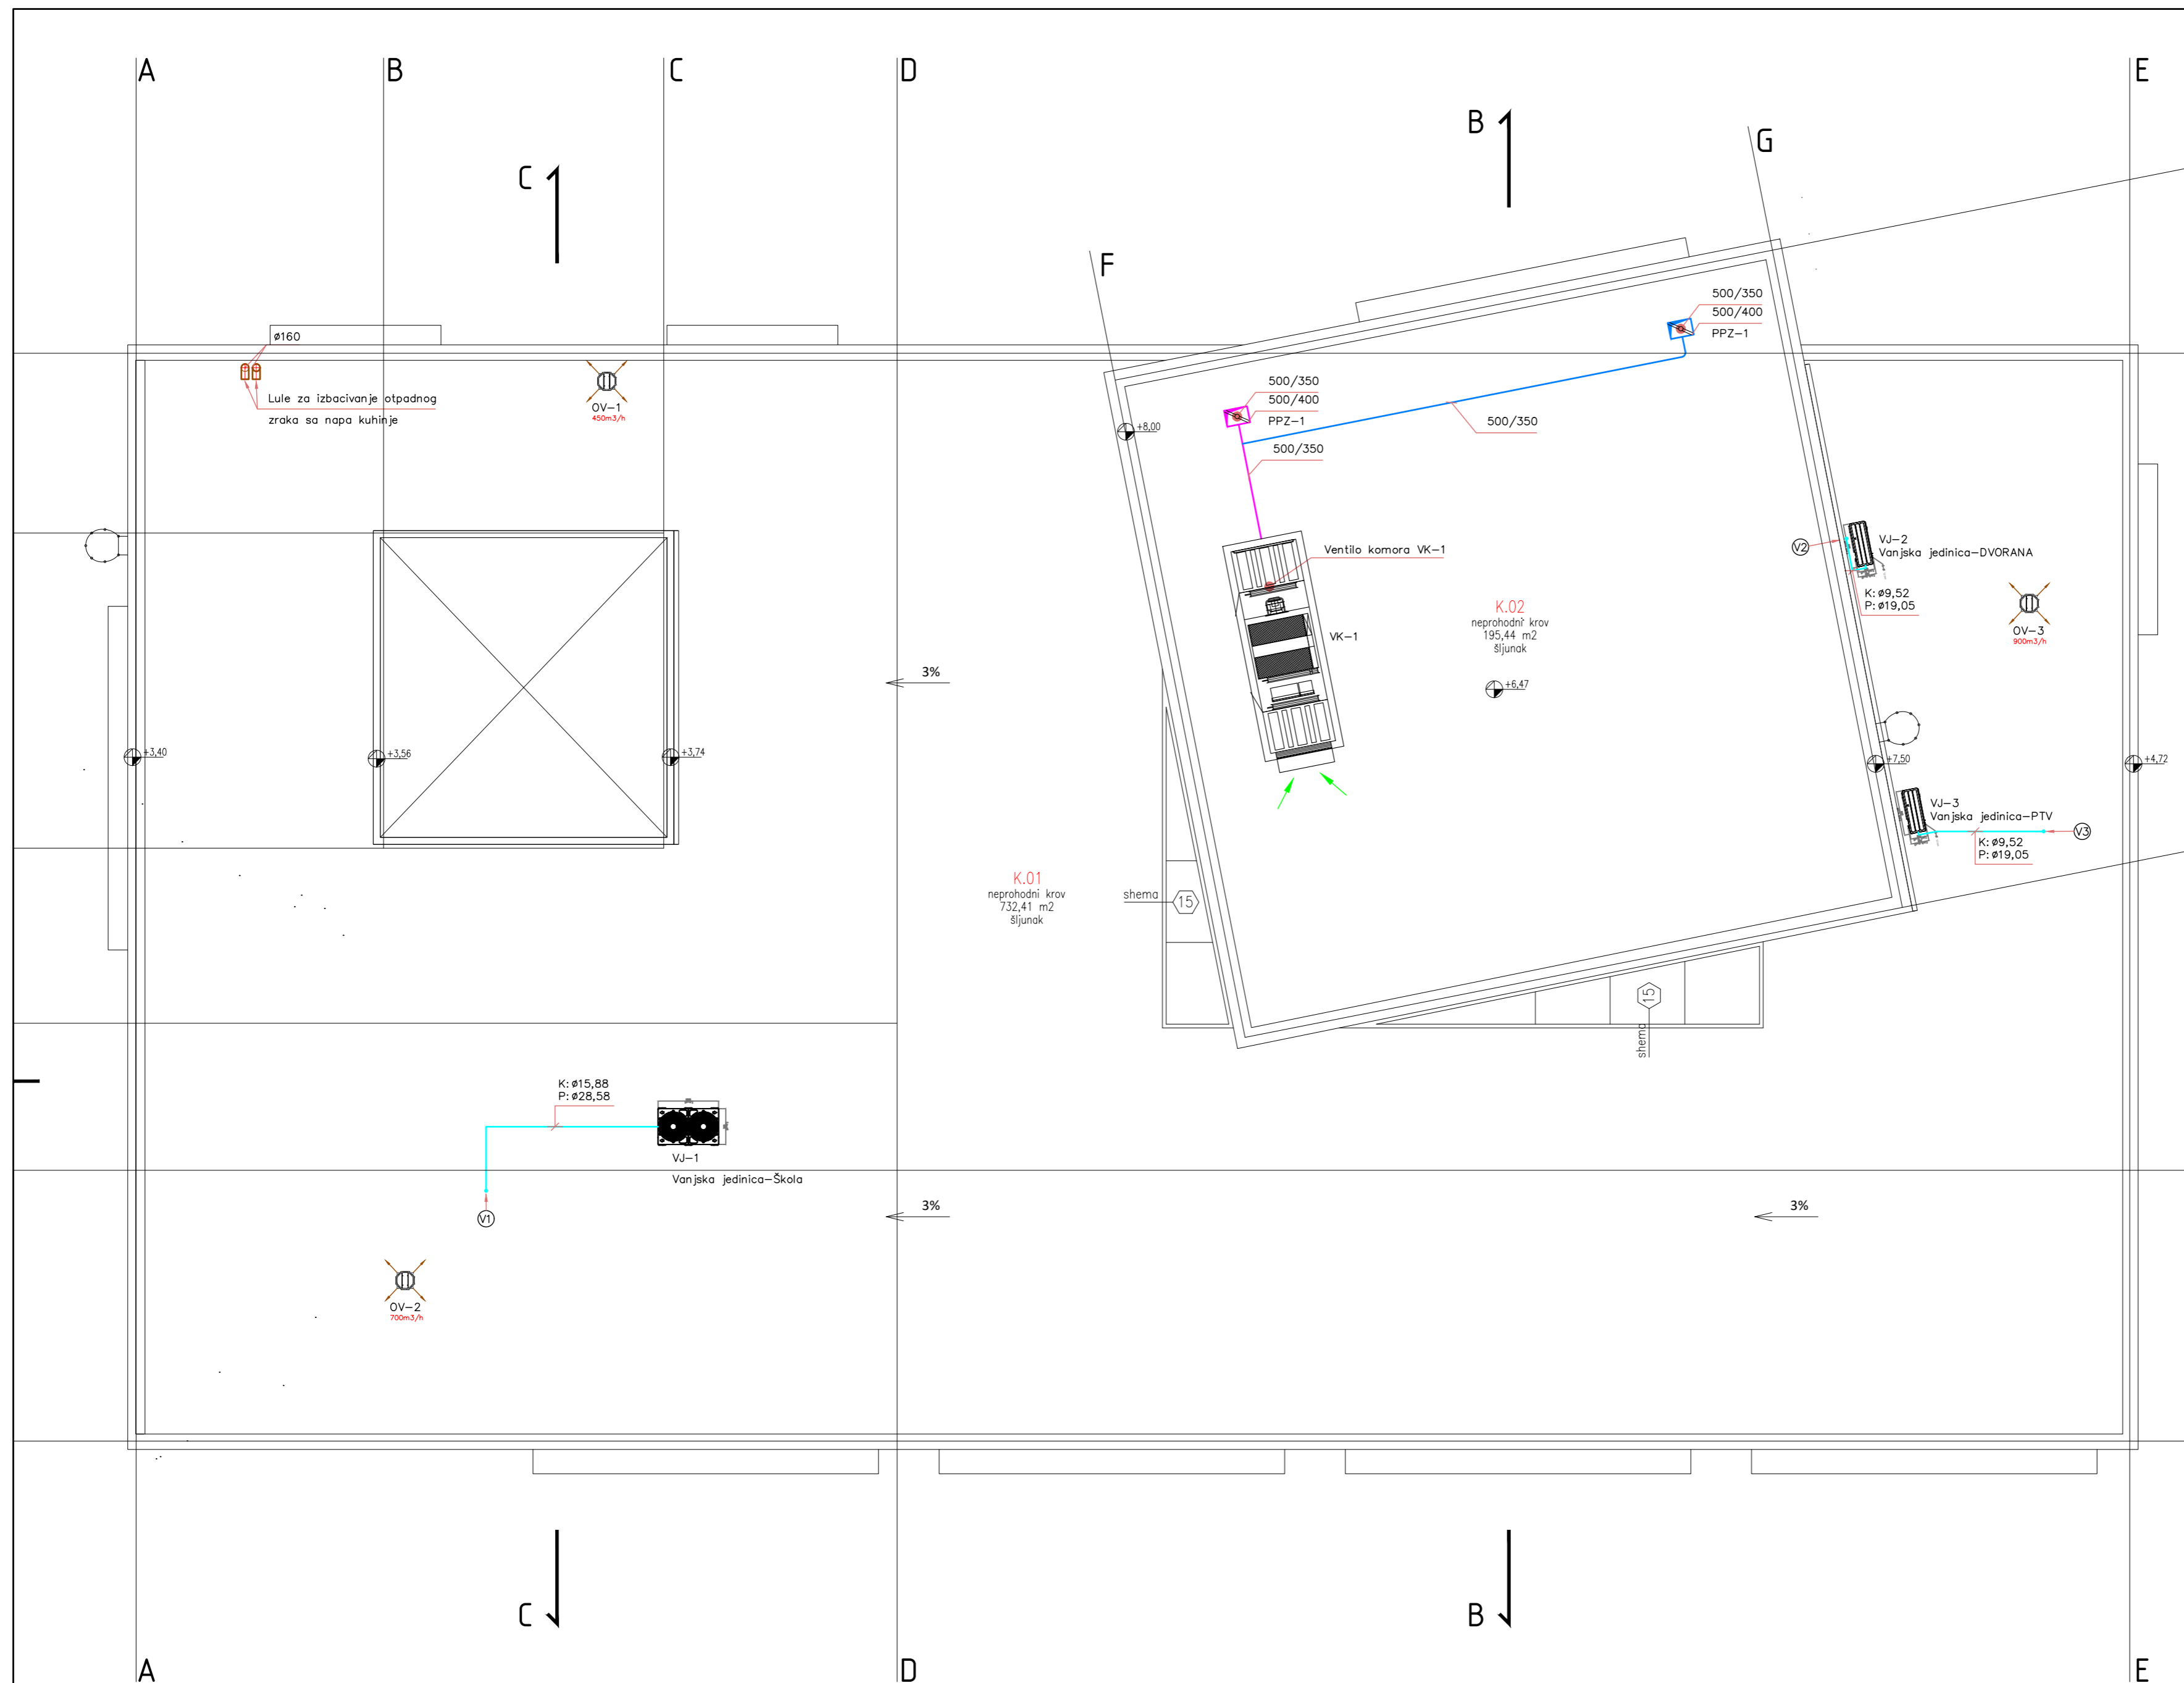 A
B
C
D
E
B
G
C
F
500/350
500/400
PPZ-1
ø160
Lule za izbacivanje otpadnog
zraka sa napa kuhinje
OV-1
450m3/h
500/350
500/400
PPZ-1
500/350
+8,00
500/350
Ventilo komora VK-1
V2
VJ-2
Vanjska jedinica-DVORANA
K: ø9,52
P: ø19,05
OV-3
900m3/h
K.02
neprohodni krov
195,44 m2
šljunak
VK-1
3%
+6,47
+3,40
+3,56
+3,74
+7,50
+4,72
VJ-3
Vanjska jedinica-PTV
V3
K: ø9,52
P: ø19,05
K.01
neprohodni krov
732,41 m2
šljunak
shema
15
15
shema
K: ø15,88
P: ø28,58
VJ-1
Vanjska jedinica-Škola
V1
3%
3%
OV-2
700m3/h
C
B
A
D
E